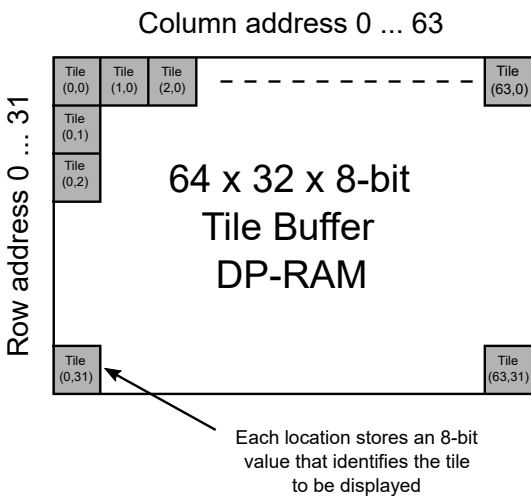 Column address 0 ... 63
Row address 0 ... 31
Tile
(0,0)
Tile
(1,0)
Tile
(2,0)
Tile
(63,0)
Tile
(0,1)
Tile
(0,2)
64 x 32 x 8-bit
Tile Buffer
DP-RAM
Tile
(0,31)
Tile
(63,31)
Each location stores an 8-bit
value that identifies the tile
to be displayed